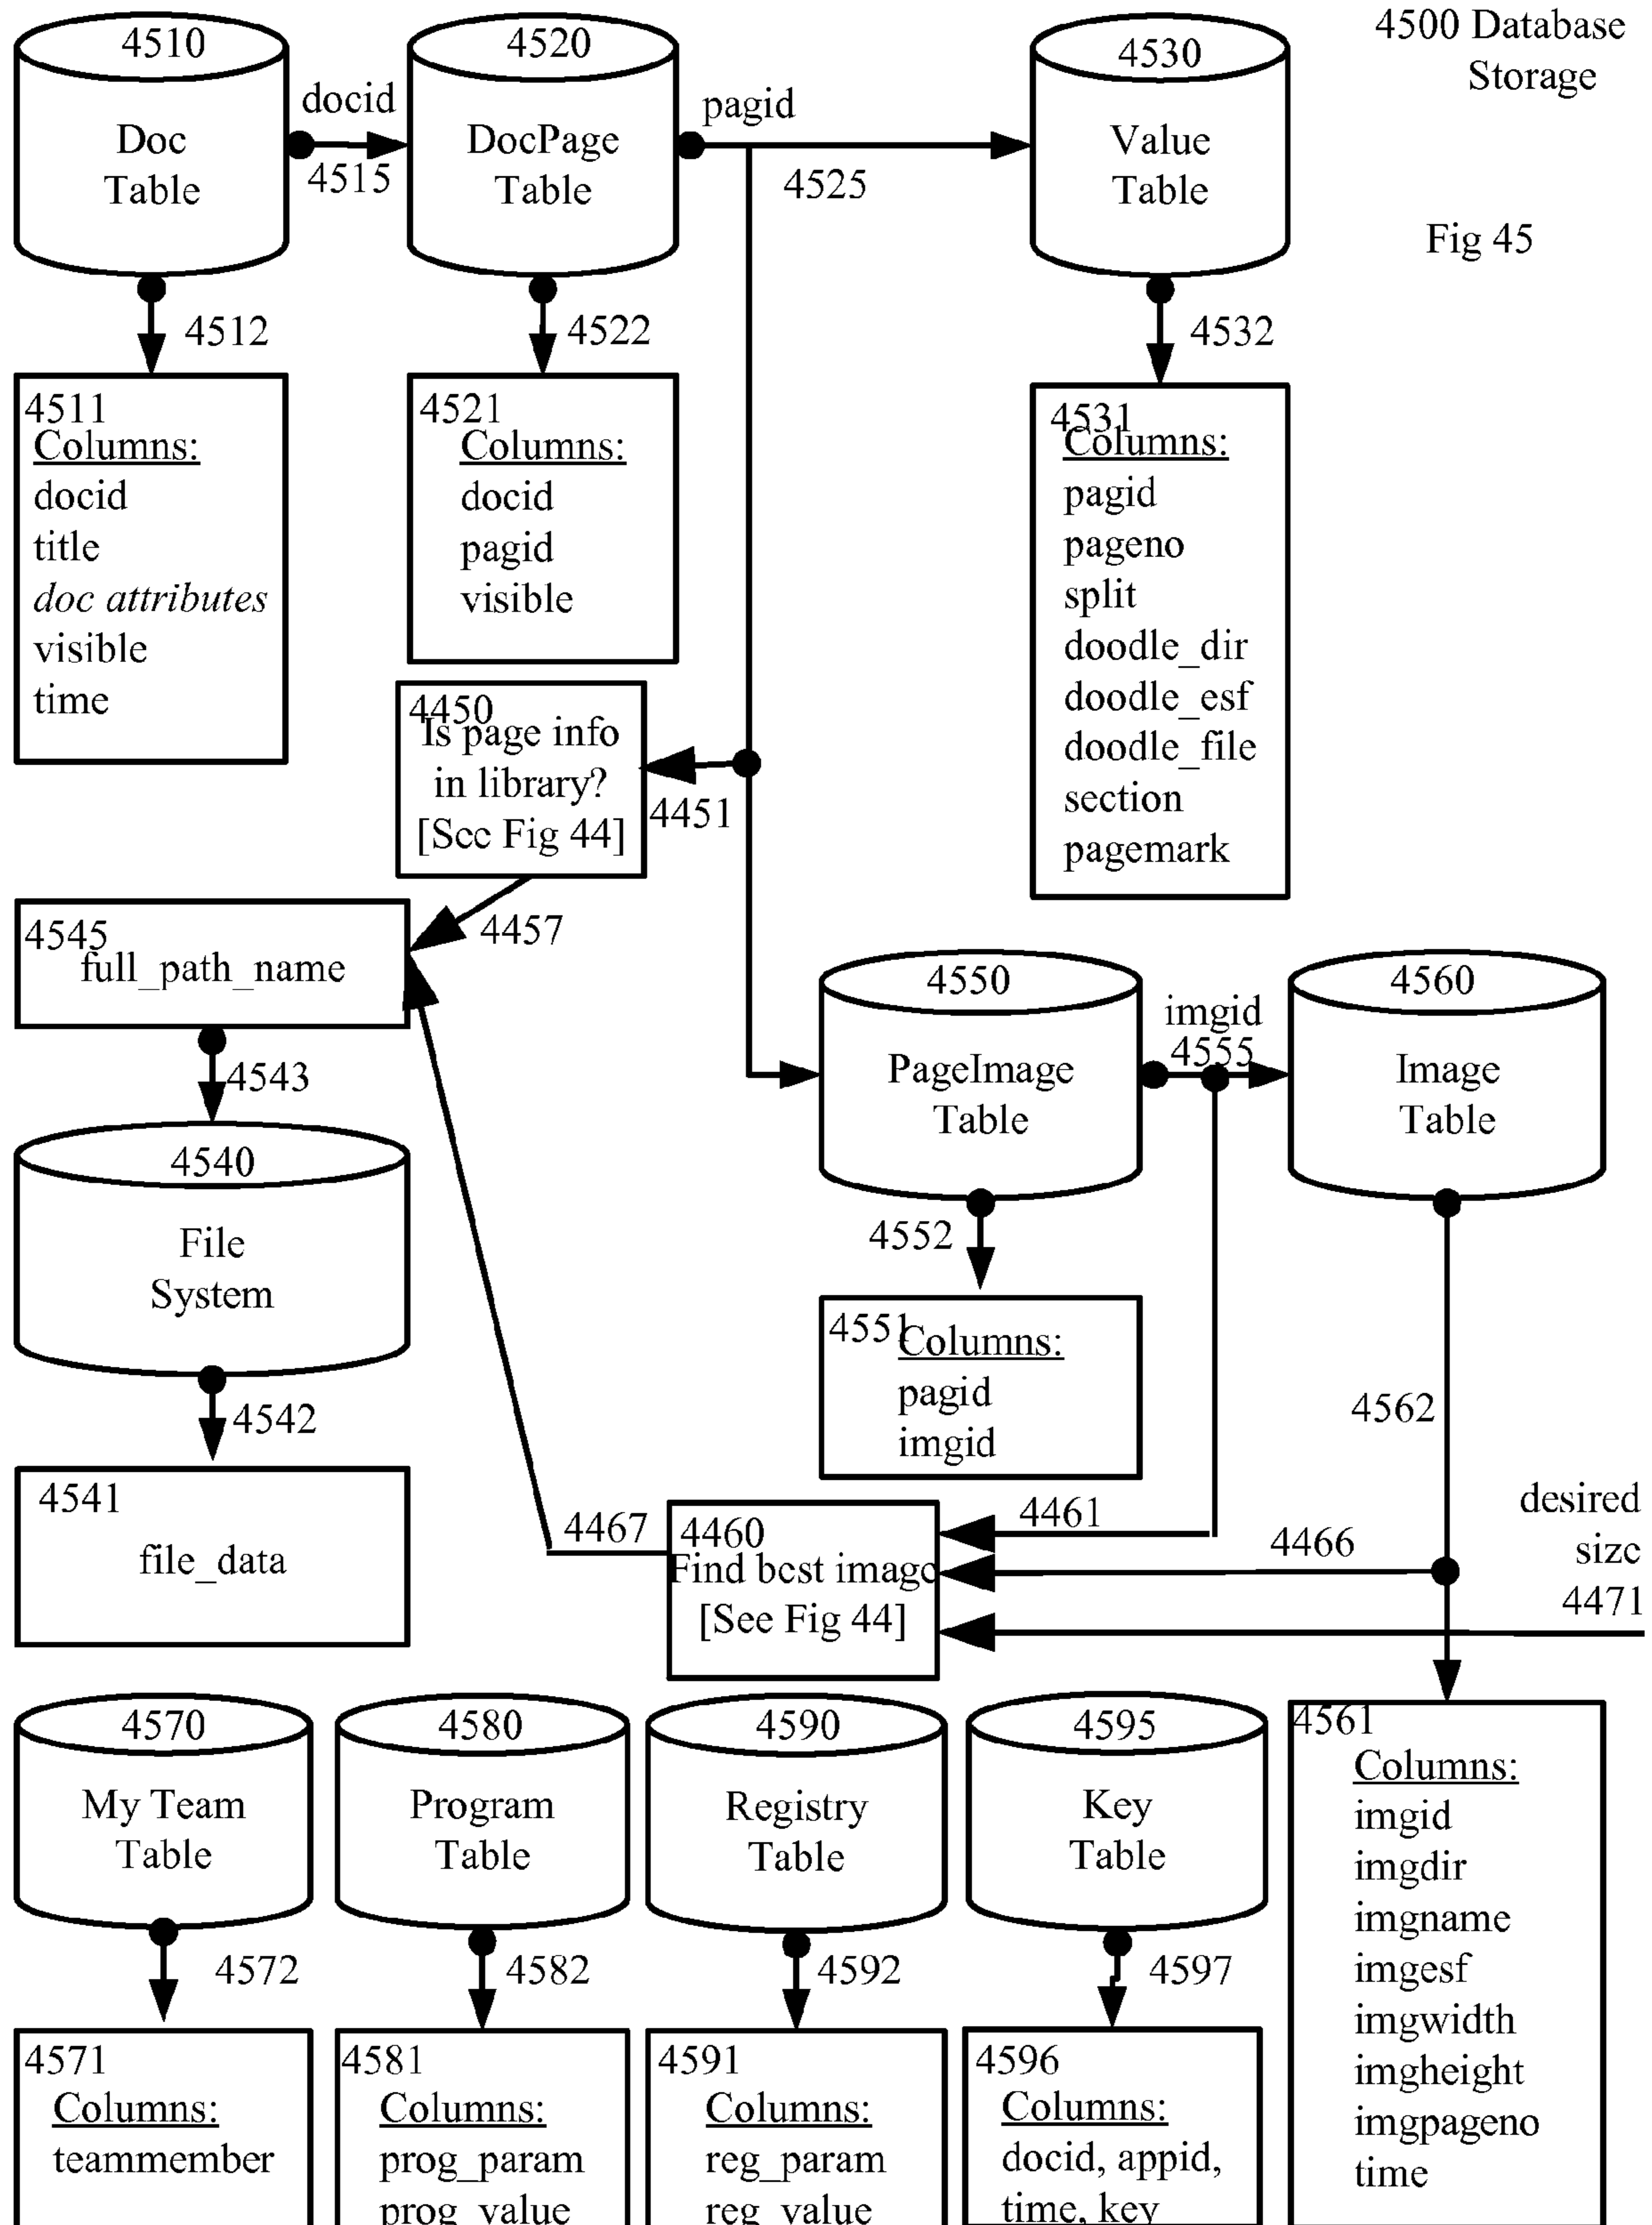 4500 Database
Storage
Fig 45
4510
Doc
Table
docid
4515
4520
DocPage
Table
pagid
4525
4530
Value
Table
4512
4522
4532
4511
Columns:
docid
title
doc attributes
visible
time
4521
Columns:
docid
pagid
visible
4531
Columns:
pagid
pageno
split
doodle_dir
doodle_esf
doodle_file
section
pagemark
4450
Is page info
in library?
[See Fig 44]
4451
4457
4545
full_path_name
4543
4540
File
System
4542
4541
file_data
4550
PageImage
Table
imgid
4555
4560
Image
Table
4552
4551
Columns:
pagid
imgid
4562
4467
4460
Find best image
[See Fig 44]
4461
4466
desired
size
4471
4570
My Team
Table
4580
Program
Table
4590
Registry
Table
4595
Key
Table
4572
4582
4592
4597
4571
Columns:
teammember
4581
Columns:
prog_param
prog_value
4591
Columns:
reg_param
reg_value
4596
Columns:
docid, appid,
time, key
4561
Columns:
imgid
imgdir
imgname
imgesf
imgwidth
imgheight
imgpageno
time